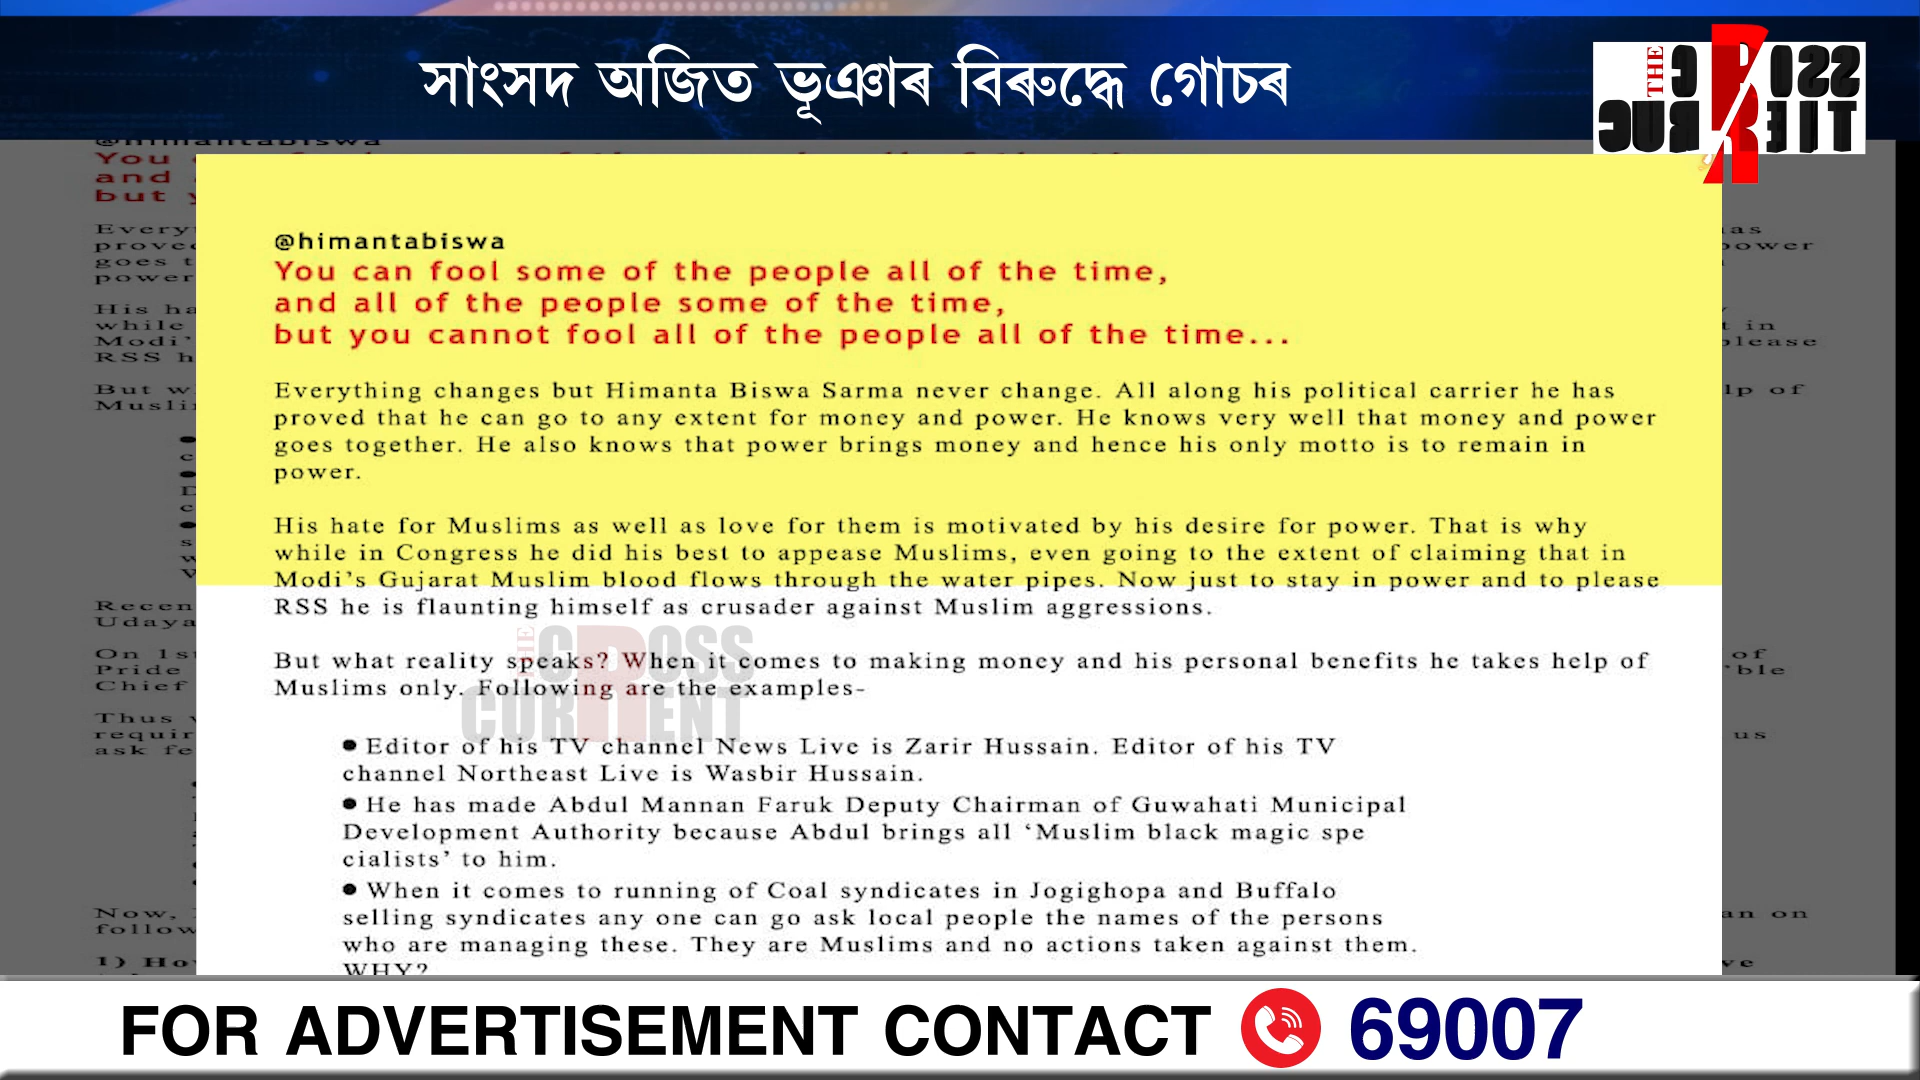 সাংসদ অজিত ভূঞাৰ বিৰুদ্ধে গোচৰ
THE CROSS CURRENT
@himantabiswa
You can fool some of the people all of the time,
and all of the people some of the time,
but you cannot fool all of the people all of the time...
Everything changes but Himanta Biswa Sarma never change. All along his political carrier he has
proved that he can go to any extent for money and power. He knows very well that money and power
goes together. He also knows that power brings money and hence his only motto is to remain in
power.
His hate for Muslims as well as love for them is motivated by his desire for power. That is why
while in Congress he did his best to appease Muslims, even going to the extent of claiming that in
Modi's Gujarat Muslim blood flows through the water pipes. Now just to stay in power and to please
RSS he is flaunting himself as crusader against Muslim aggressions.
But what reality speaks? When it comes to making money and his personal benefits he takes help of
Muslims only. Following are the examples-
THE CROSS CURRENT
● Editor of his TV channel News Live is Zarir Hussain. Editor of his TV
channel Northeast Live is Wasbir Hussain.
● He has made Abdul Mannan Faruk Deputy Chairman of Guwahati Municipal
Development Authority because Abdul brings all 'Muslim black magic spe
cialists' to him.
● When it comes to running of Coal syndicates in Jogighopa and Buffalo
selling syndicates any one can go ask local people the names of the persons
who are managing these. They are Muslims and no actions taken against them.
WHY?
FOR ADVERTISEMENT CONTACT 69007